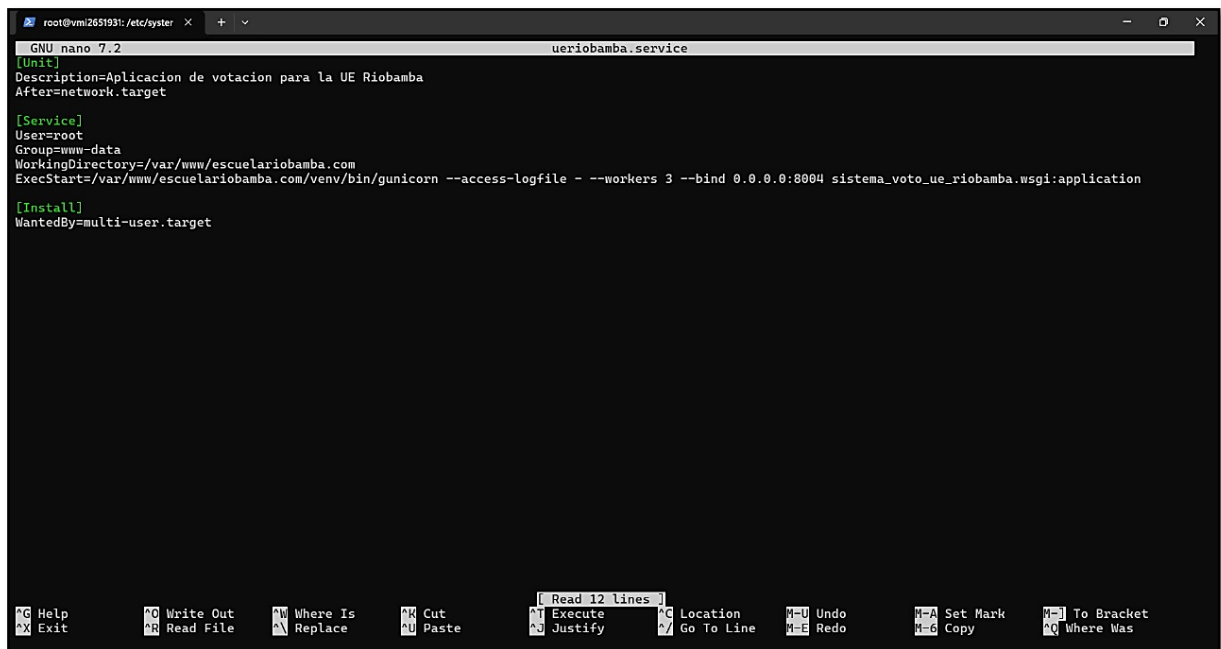 root@vmi2651931: /etc/syster
GNU nano 7.2 ueriobamba.service
[Unit]
Description=Aplicacion de votacion para la UE Riobamba
After=network.target
[Service]
User=root
Group=www-data
WorkingDirectory=/var/www/escuelariobamba.com
ExecStart=/var/www/escuelariobamba.com/venv/bin/gunicorn --access-logfile - --workers 3 --bind 0.0.0.0:8004 sistema_voto_ue_riobamba.wsgi:application
[Install]
WantedBy=multi-user.target
[ Read 12 lines ]
^G Help ^O Write Out ^W Where Is ^K Cut ^T Execute ^C Location M-U Undo M-A Set Mark M-] To Bracket
^X Exit ^R Read File ^\ Replace ^U Paste ^J Justify ^/ Go To Line M-E Redo M-6 Copy ^Q Where Was